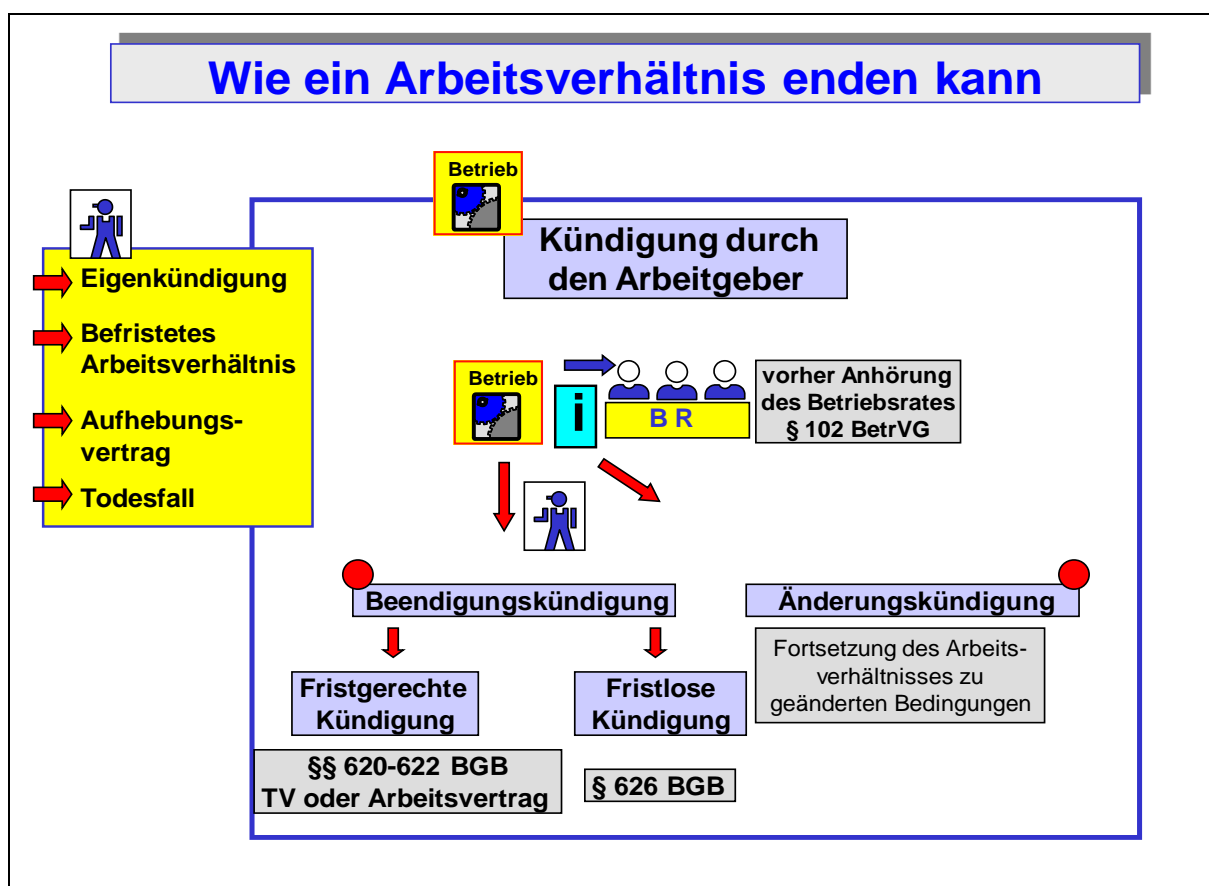 Wie ein Arbeitsverhältnis enden kann
Eigenkündigung
Befristetes
Arbeitsverhältnis
Aufhebungs-
vertrag
Todesfall
Betrieb
Kündigung durch
den Arbeitgeber
Betrieb
i
B R
vorher Anhörung
des Betriebsrates
§ 102 BetrVG
Beendigungskündigung
Änderungskündigung
Fristgerechte
Kündigung
Fristlose
Kündigung
Fortsetzung des Arbeits-
verhältnisses zu
geänderten Bedingungen
§§ 620-622 BGB
TV oder Arbeitsvertrag
§ 626 BGB